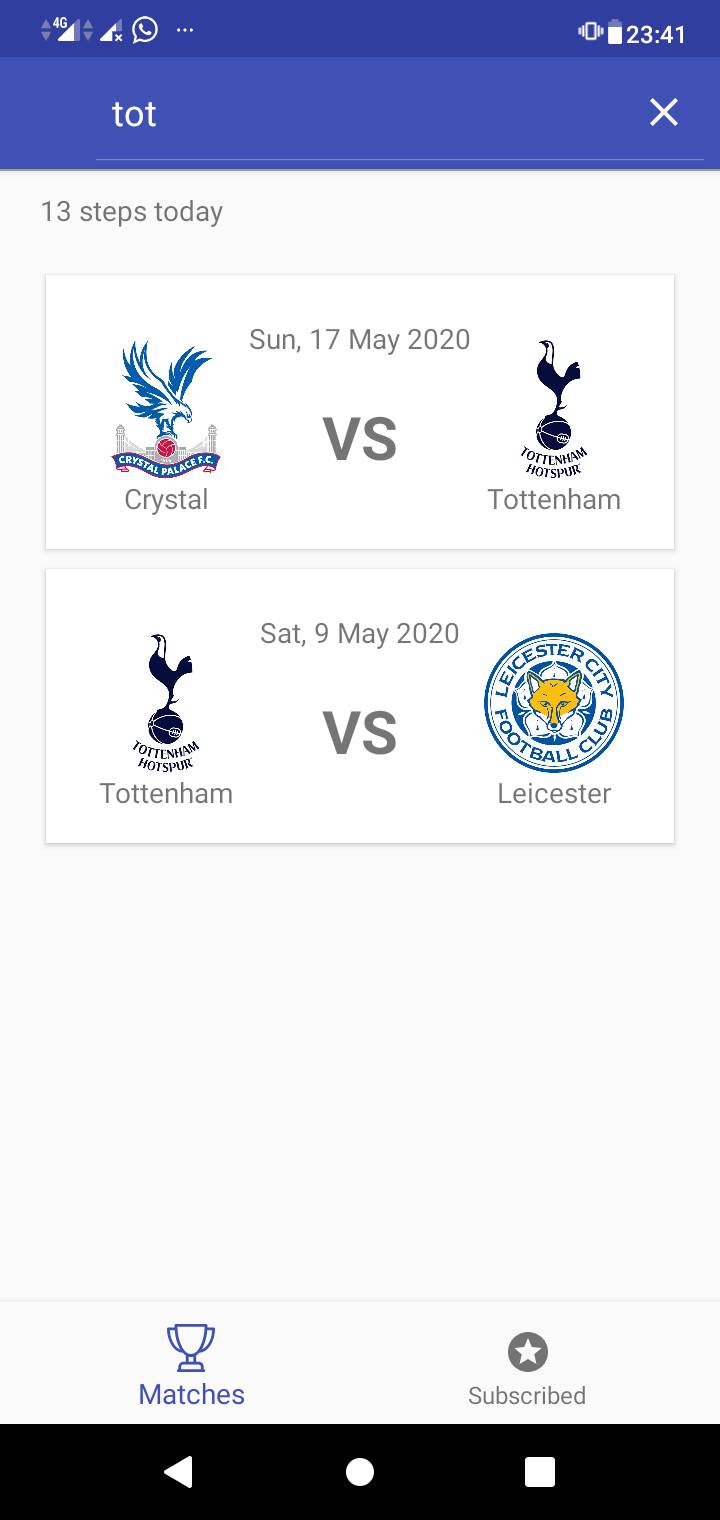 4G 23:41
tot
13 steps today
Sun, 17 May 2020
VS
CRYSTAL PALACE F.C.
TOTTENHAM
HOTSPUR
Crystal
Tottenham
Sat, 9 May 2020
VS
TOTTENHAM
HOTSPUR
LEICESTER CITY
FOOTBALL CLUB
Tottenham
Leicester
Matches
Subscribed